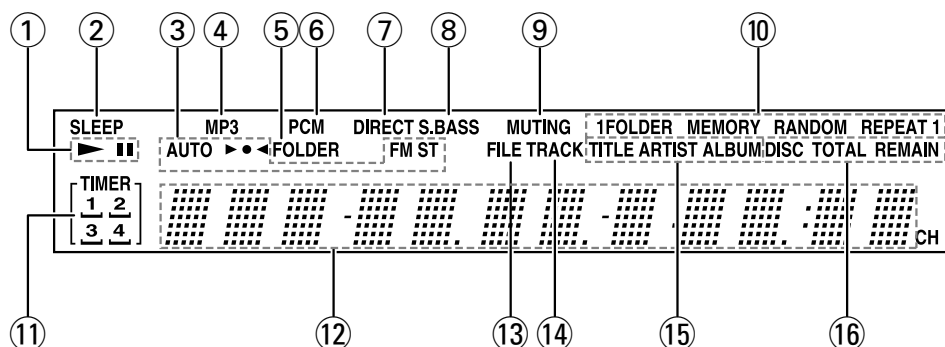 ① ② ③ ④ ⑤ ⑥ ⑦ ⑧ ⑨ ⑩
SLEEP MP3 PCM DIRECT S.BASS MUTING 1FOLDER MEMORY RANDOM REPEAT 1
AUTO FOLDER FM ST FILE TRACK TITLE ARTIST ALBUM DISC TOTAL REMAIN
TIMER
1 2
3 4
CH
⑪ ⑫ ⑬ ⑭ ⑮ ⑯